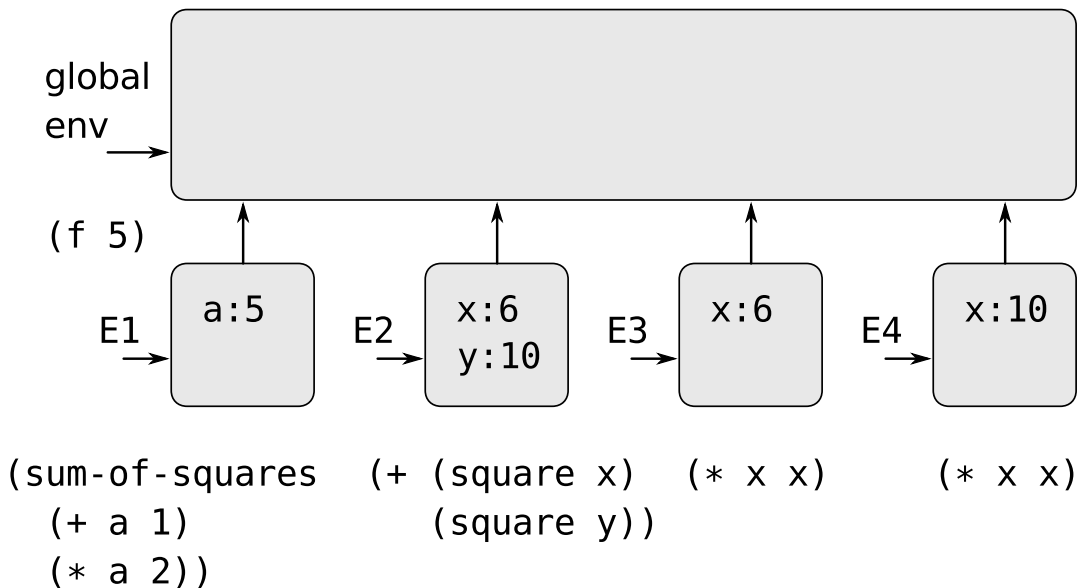 global
env
(f 5)
E1
a:5
E2
x:6
y:10
E3
x:6
E4
x:10
(sum-of-squares
(+ a 1)
(* a 2))
(+ (square x)
(square y))
(* x x)
(* x x)